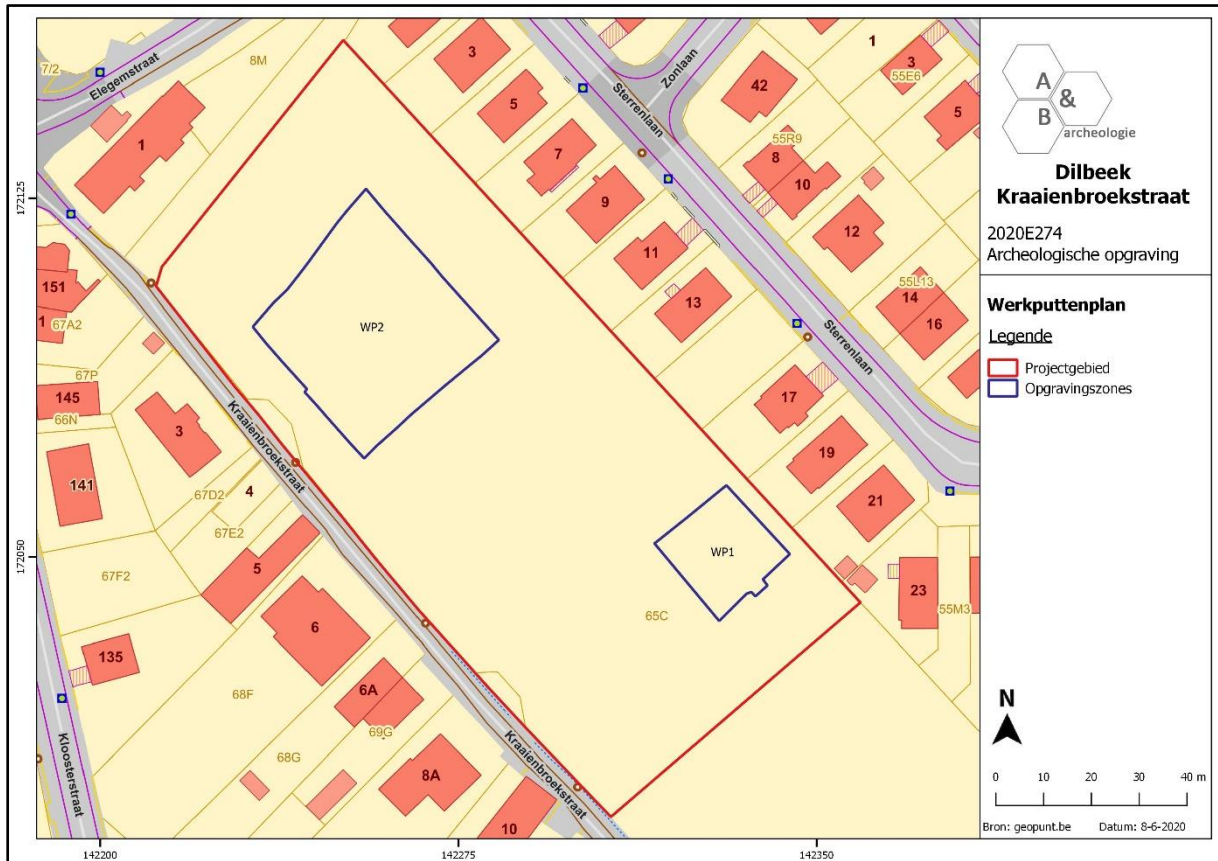 7/2
Elegemstraat
8M
1
3
5
7
9
11
13
Sterrenlaan
Zonlaan
42
1
3
55E6
5
55R9
8
10
12
55L13
14
16
Sterrenlaan
17
19
21
23
55M3
151
1
67A2
67P
145
66N
141
3
Kraaienbroekstraat
67D2
4
67E2
67F2
5
6
135
68F
6A
69G
68G
8A
10
Kraaienbroekstraat
Kloosterstraat
WP2
WP1
65C
172125
172050
142200
142275
142350
A
&
B
archeologie
Dilbeek
Kraaienbroekstraat
2020E274
Archeologische opgraving
Werkputtenplan
Legende
Projectgebied
Opgravingszones
N
0 10 20 30 40 m
Bron: geopunt.be Datum: 8-6-2020